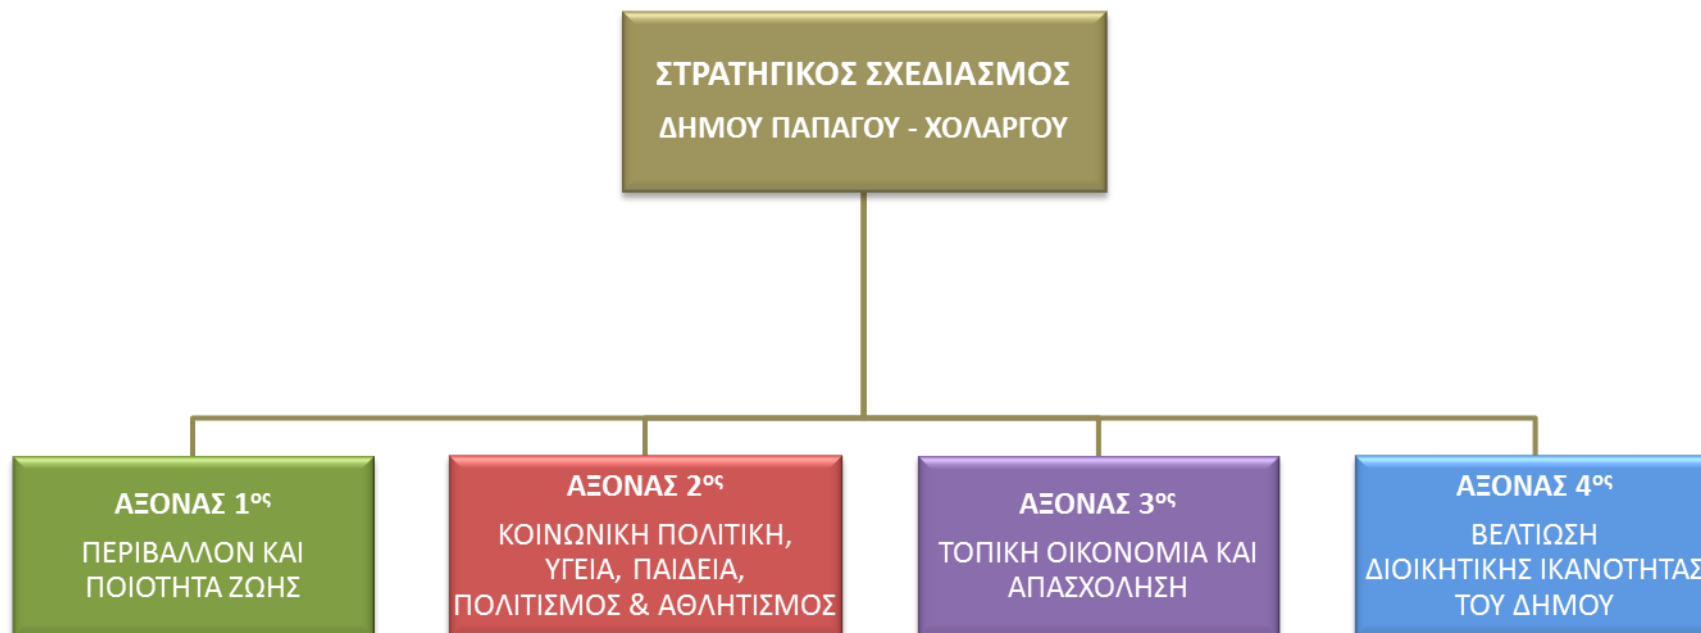 ΣΤΡΑΤΗΓΙΚΟΣ ΣΧΕΔΙΑΣΜΟΣ
ΔΗΜΟΥ ΠΑΠΑΓΟΥ - ΧΟΛΑΡΓΟΥ
ΑΞΟΝΑΣ 1ος
ΠΕΡΙΒΑΛΛΟΝ ΚΑΙ
ΠΟΙΟΤΗΤΑ ΖΩΗΣ
ΑΞΟΝΑΣ 2ος
ΚΟΙΝΩΝΙΚΗ ΠΟΛΙΤΙΚΗ,
ΥΓΕΙΑ, ΠΑΙΔΕΙΑ,
ΠΟΛΙΤΙΣΜΟΣ & ΑΘΛΗΤΙΣΜΟΣ
ΑΞΟΝΑΣ 3ος
ΤΟΠΙΚΗ ΟΙΚΟΝΟΜΙΑ ΚΑΙ
ΑΠΑΣΧΟΛΗΣΗ
ΑΞΟΝΑΣ 4ος
ΒΕΛΤΙΩΣΗ
ΔΙΟΙΚΗΤΙΚΗΣ ΙΚΑΝΟΤΗΤΑΣ
ΤΟΥ ΔΗΜΟΥ